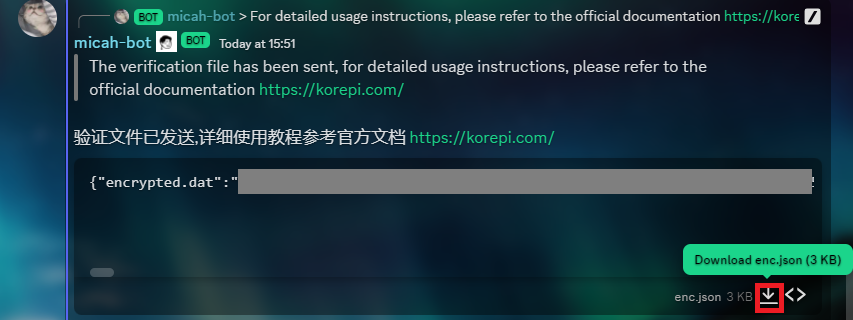 BOT micah-bot > For detailed usage instructions, please refer to the official documentation https://kore
micah-bot BOT Today at 15:51
The verification file has been sent, for detailed usage instructions, please refer to the
official documentation https://korepi.com/
验证文件已发送,详细使用教程参考官方文档 https://korepi.com/
{"encrypted.dat":"
Download enc.json (3 KB)
enc.json 3 KB